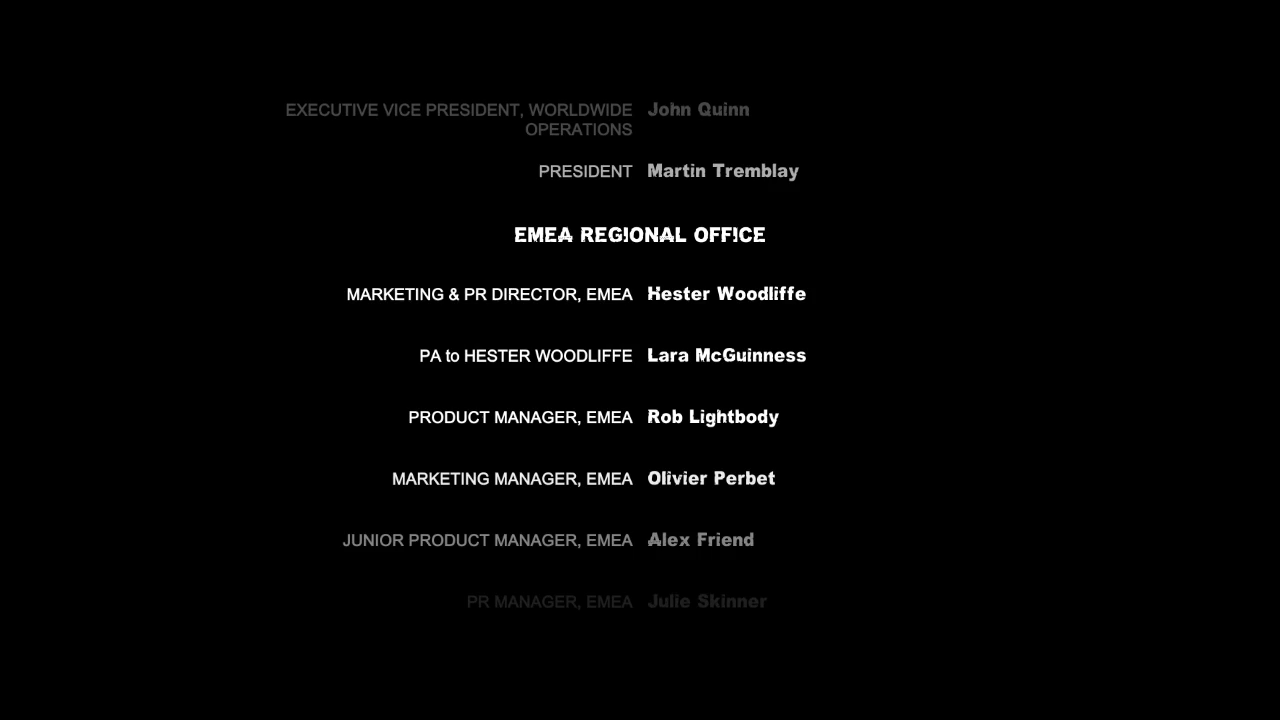 EXECUTIVE VICE PRESIDENT, WORLDWIDE John Quinn
OPERATIONS
PRESIDENT Martin Tremblay
EMEA REGIONAL OFFICE
MARKETING & PR DIRECTOR, EMEA Hester Woodliffe
PA to HESTER WOODLIFFE Lara McGuinness
PRODUCT MANAGER, EMEA Rob Lightbody
MARKETING MANAGER, EMEA Olivier Perbet
JUNIOR PRODUCT MANAGER, EMEA Alex Friend
PR MANAGER, EMEA Julie Skinner